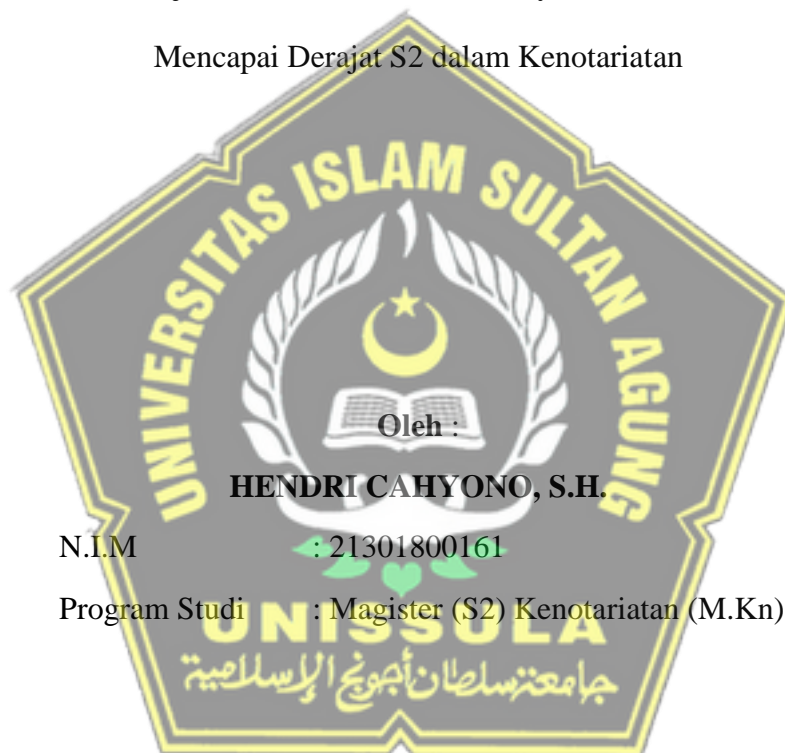 Mencapai Derajat S2 dalam Kenotariatan
UNIVERSITAS ISLAM SULTAN AGUNG
Oleh :
HENDRI CAHYONO, S.H.
N.I.M : 21301800161
Program Studi : Magister (S2) Kenotariatan (M.Kn)
UNISSULA
جامعة سلطان أجونج الإسلامية